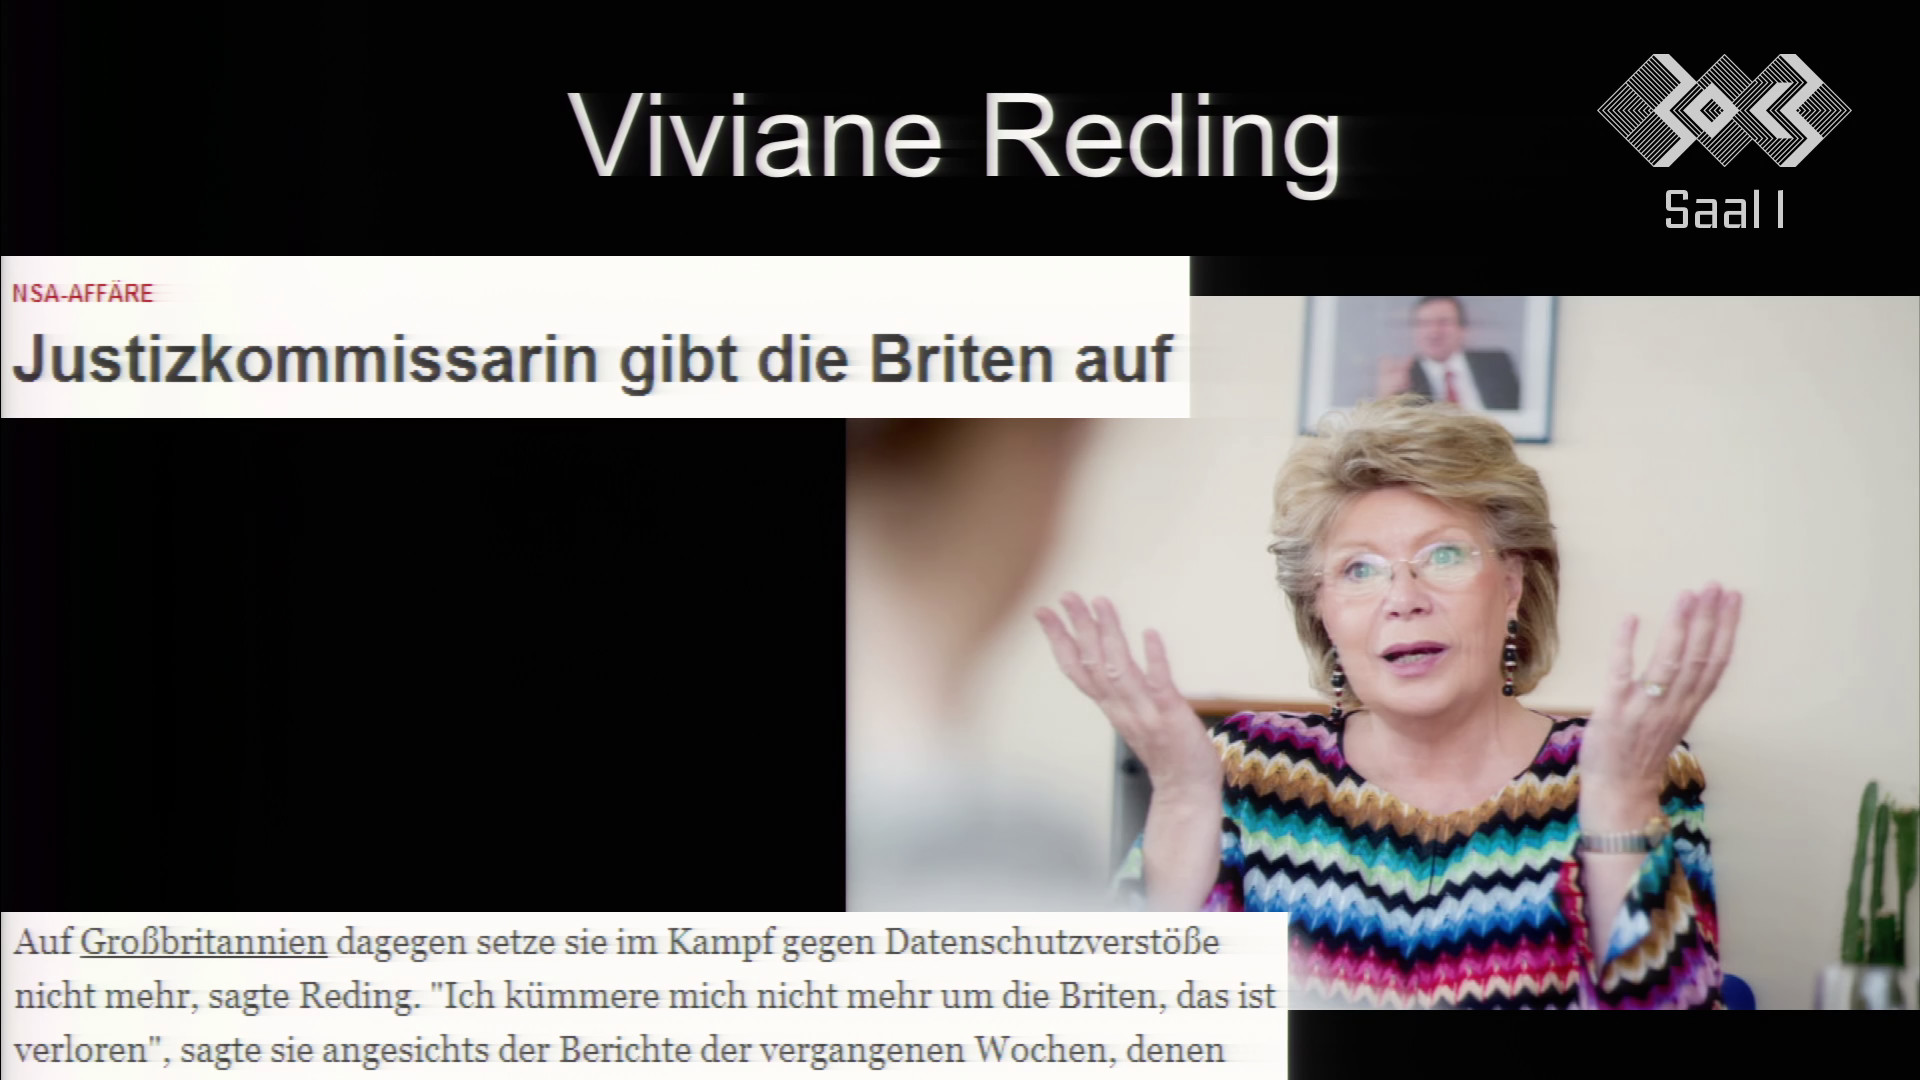 Viviane Reding
30C3
Saal 1
NSA-AFFÄRE
Justizkommissarin gibt die Briten auf
Auf Großbritannien dagegen setze sie im Kampf gegen Datenschutzverstöße
nicht mehr, sagte Reding. "Ich kümmere mich nicht mehr um die Briten, das ist
verloren", sagte sie angesichts der Berichte der vergangenen Wochen, denen